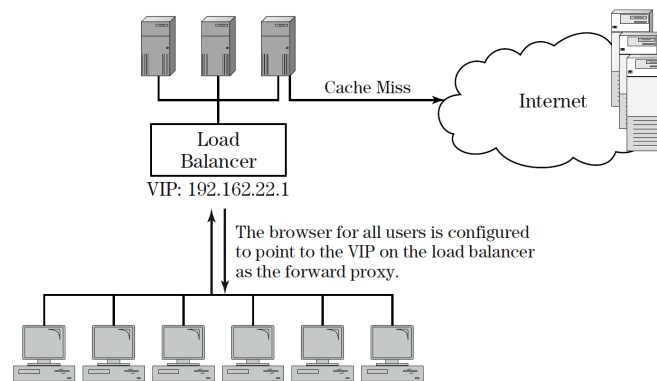 Cache Miss
Internet
Load
Balancer
VIP: 192.162.22.1
The browser for all users is configured
to point to the VIP on the load balancer
as the forward proxy.